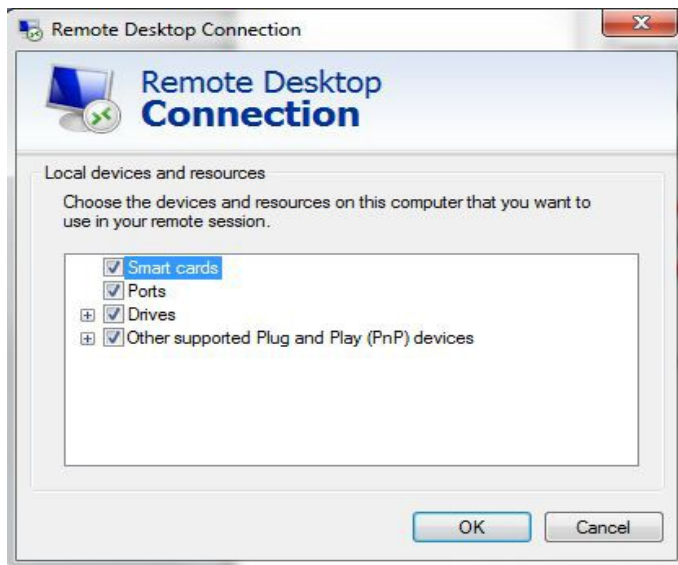 Remote Desktop Connection
Remote Desktop
Connection
Local devices and resources
Choose the devices and resources on this computer that you want to
use in your remote session.
Smart cards
Ports
Drives
Other supported Plug and Play (PnP) devices
OK
Cancel